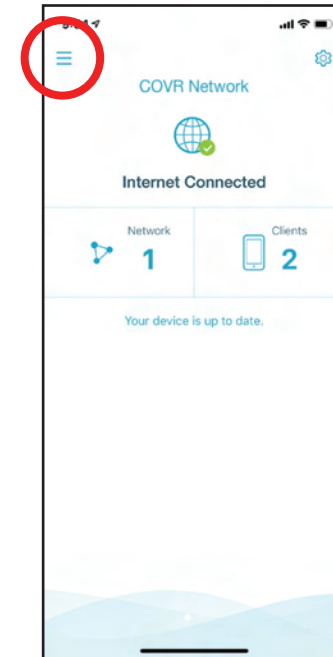 COVR Network
Internet Connected
Network
1
Clients
2
Your device is up to date.